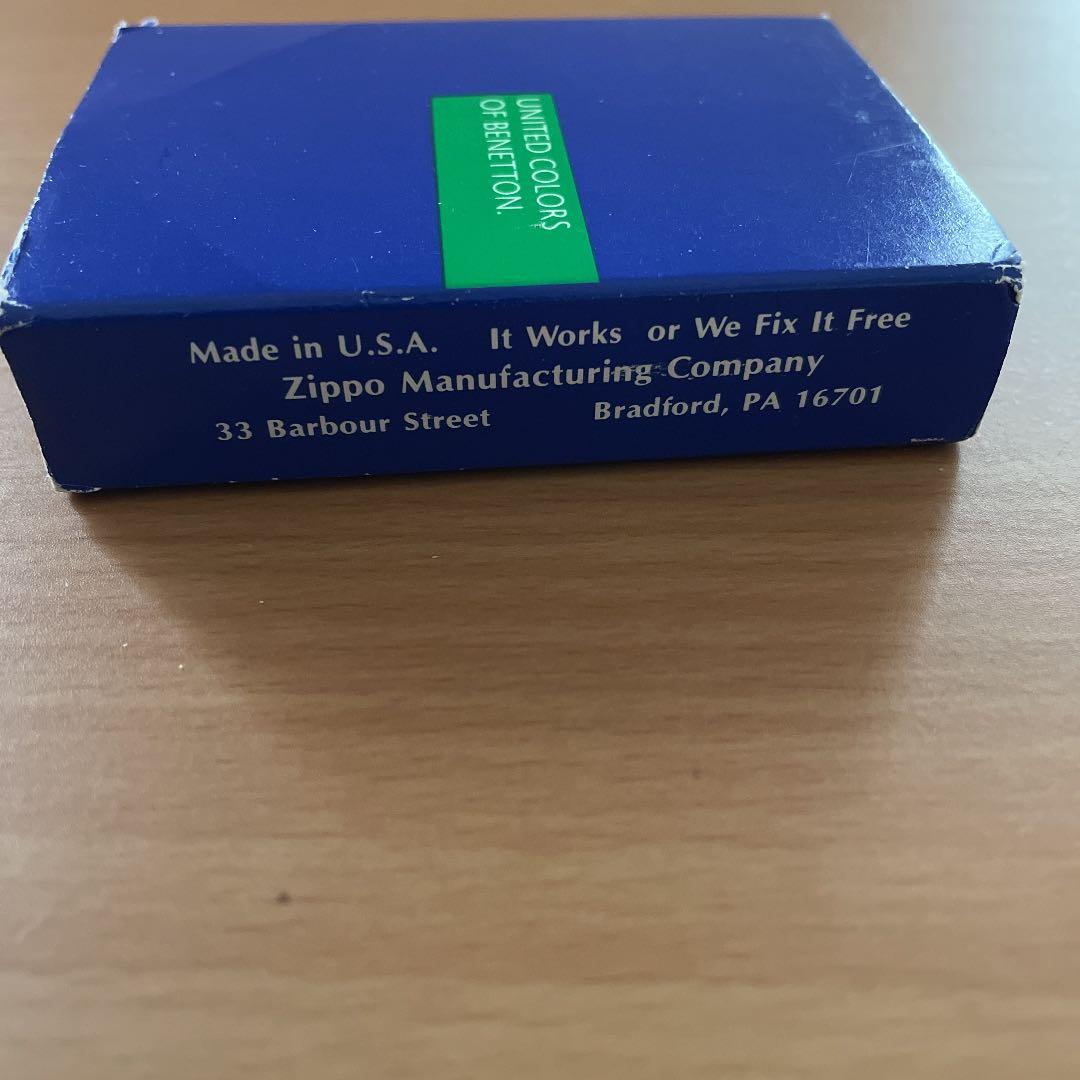 UNITED COLORS
OF BENETTON.
Made in U.S.A. It Works or We Fix It Free
Zippo Manufacturing Company
33 Barbour Street Bradford, PA 16701